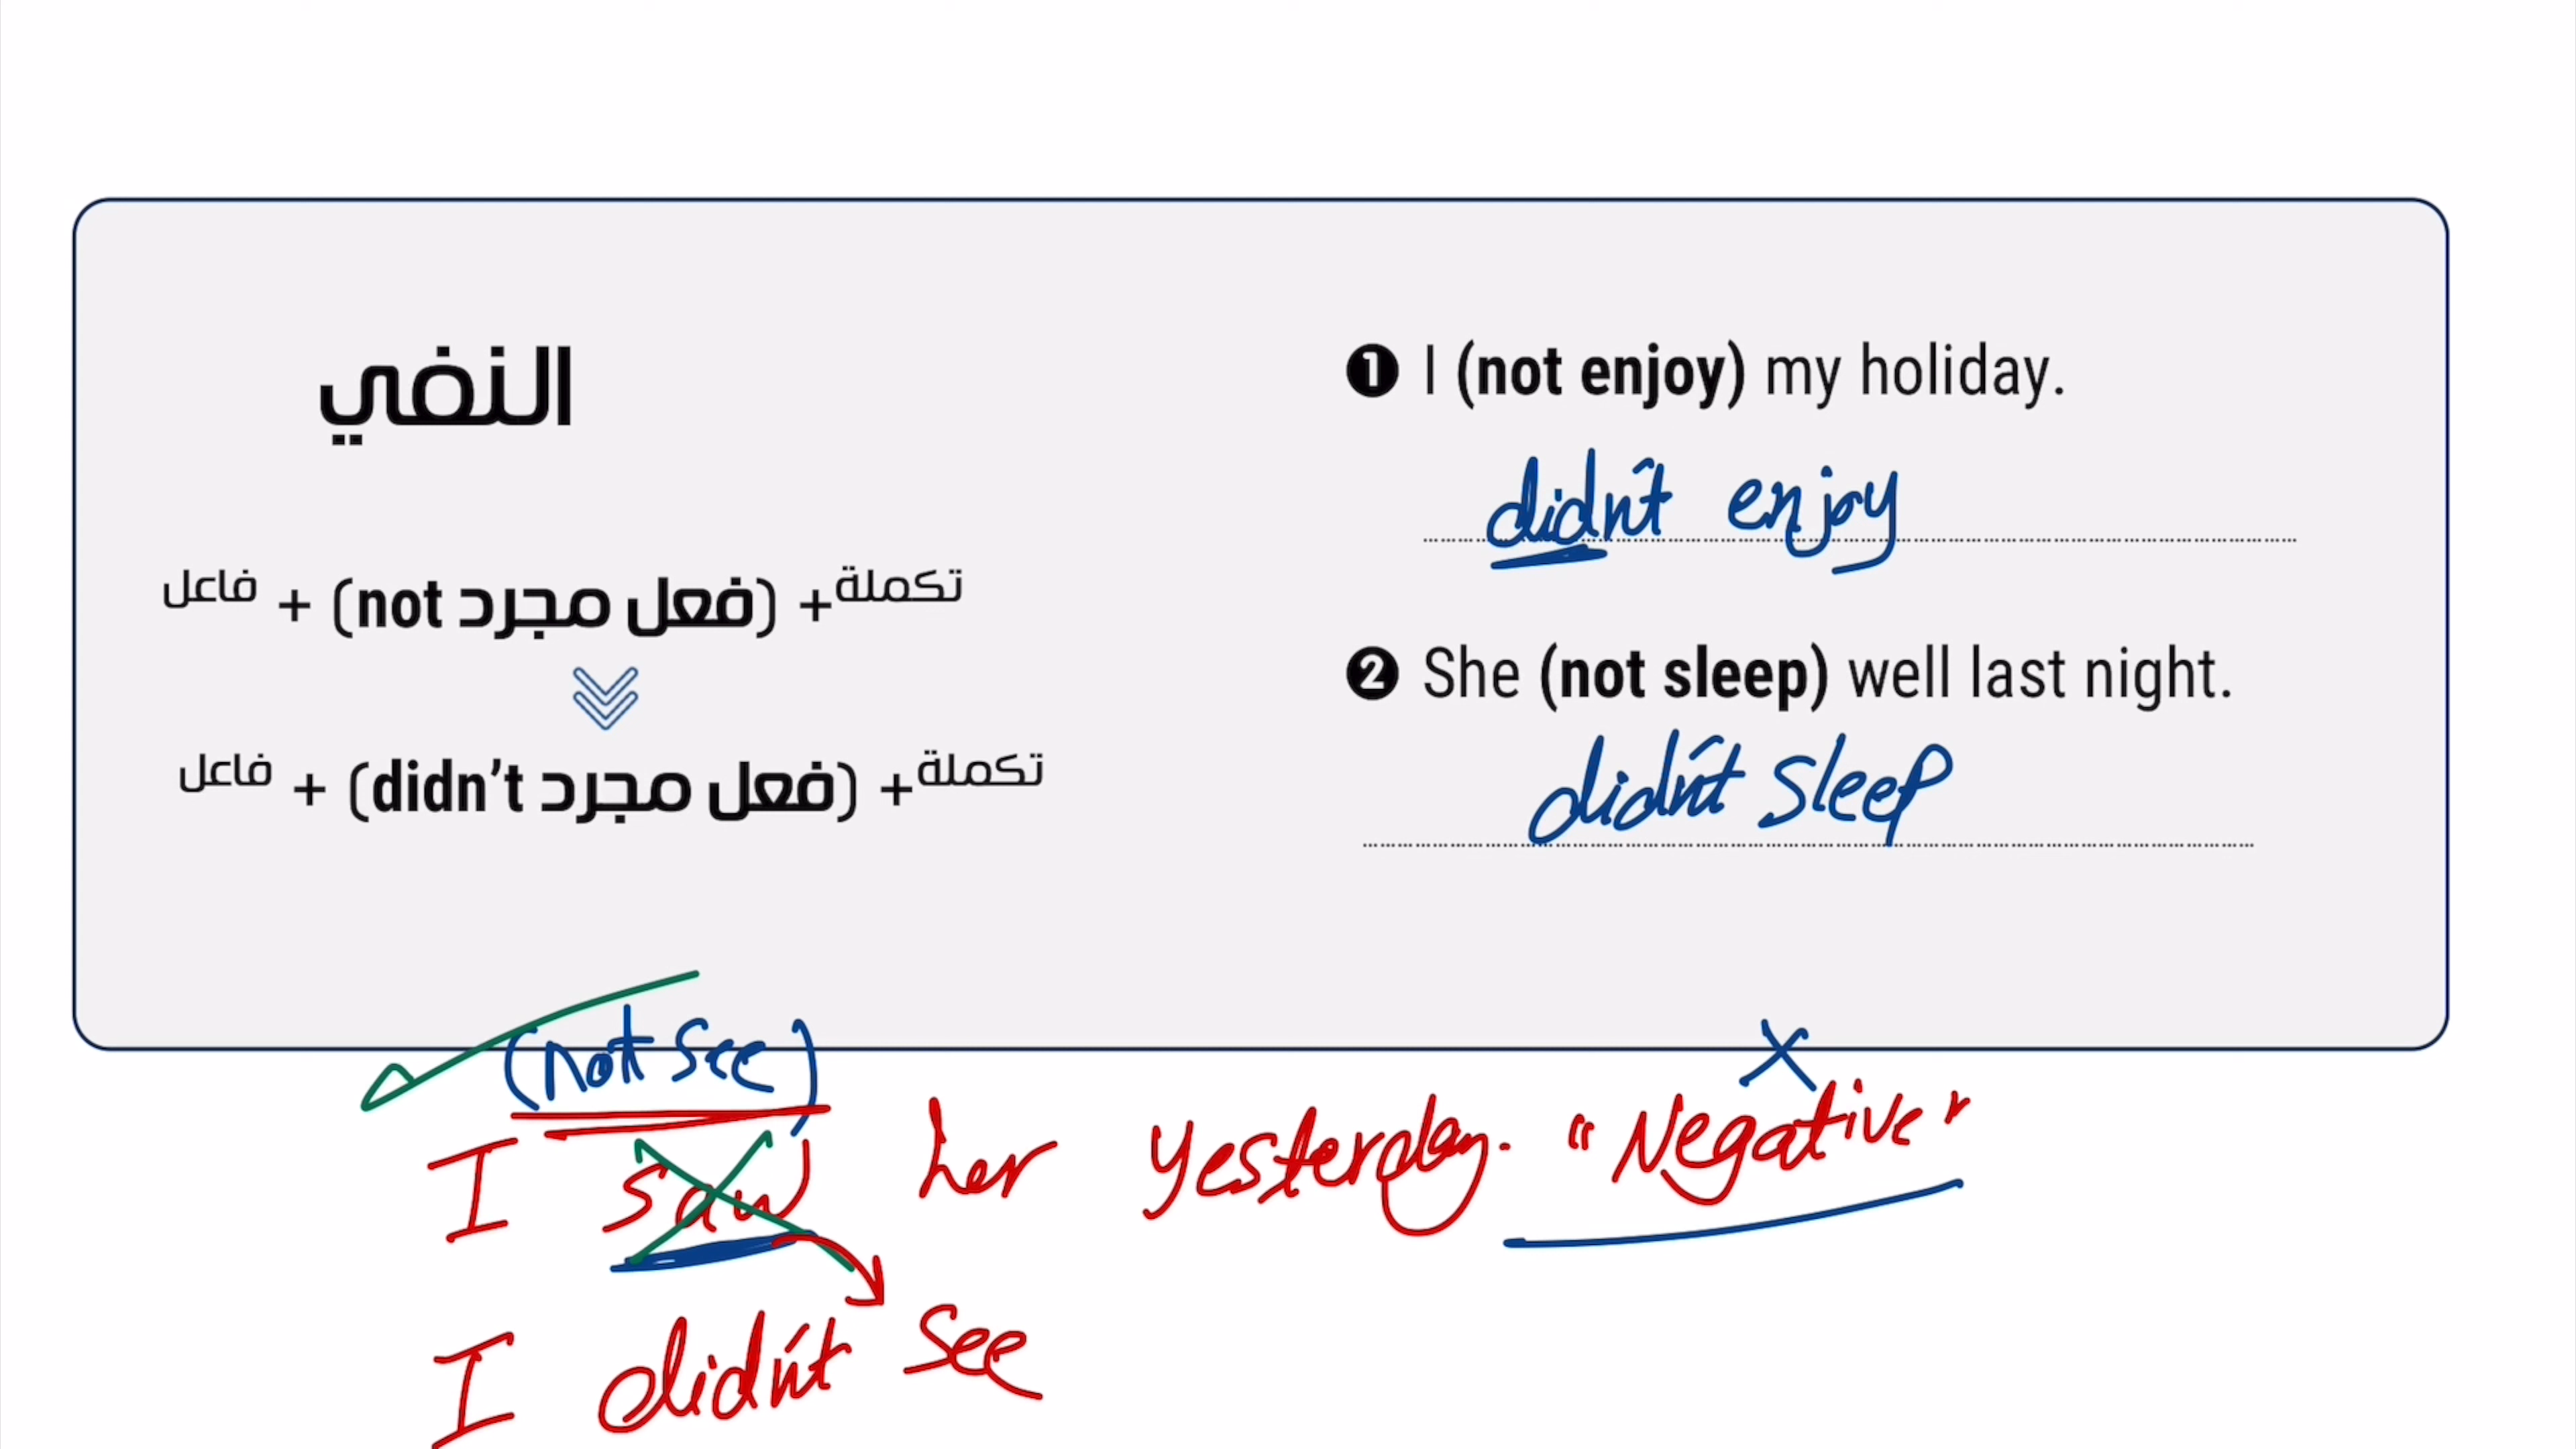 النفي
فاعل + (not فعل مجرد) + تكملة
فاعل + (didn't فعل مجرد) + تكملة
❶ I (not enjoy) my holiday.
didn't enjoy
❷ She (not sleep) well last night.
didn't sleep
(not see)
I saw her yesterday. "Negative"
I didn't see